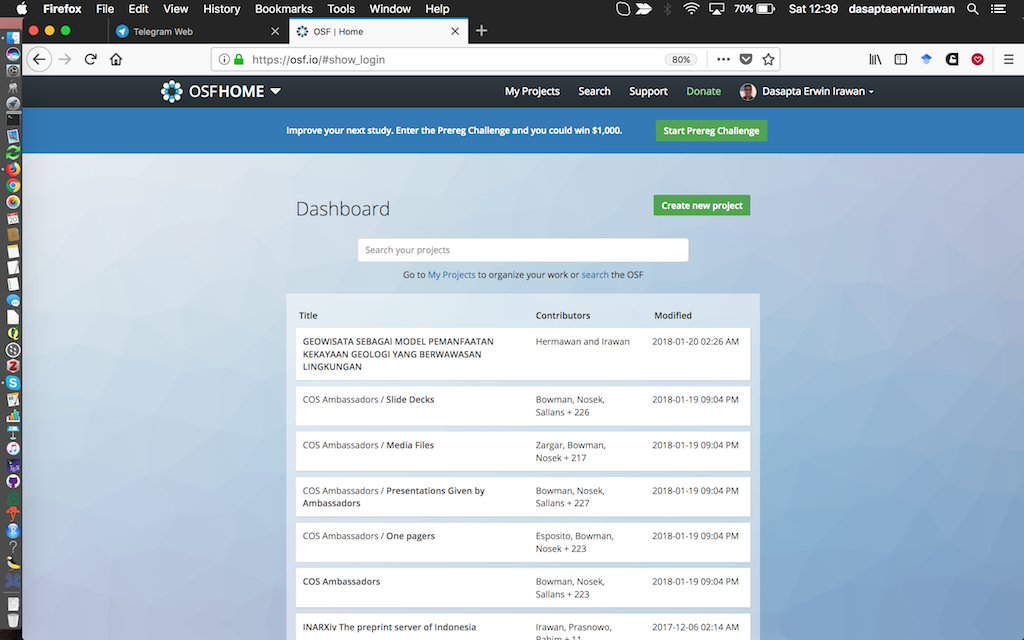 Firefox File Edit View History Bookmarks Tools Window Help 70% Sat 12:39 dasaptaerwinirawan
Telegram Web
OSF | Home
https://osf.io/#show_login 80%
OSFHOME My Projects Search Support Donate Dasapta Erwin Irawan
Improve your next study. Enter the Prereg Challenge and you could win $1,000. Start Prereg Challenge
Dashboard Create new project
Search your projects
Go to My Projects to organize your work or search the OSF
Title Contributors Modified
GEOWISATA SEBAGAI MODEL PEMANFAATAN Hermawan and Irawan 2018-01-20 02:26 AM
KEKAYAAN GEOLOGI YANG BERWAWASAN
LINGKUNGAN
COS Ambassadors / Slide Decks Bowman, Nosek, 2018-01-19 09:04 PM
Sallans + 226
COS Ambassadors / Media Files Zargar, Bowman, 2018-01-19 09:04 PM
Nosek + 217
COS Ambassadors / Presentations Given by Bowman, Nosek, 2018-01-19 09:04 PM
Ambassadors Sallans + 227
COS Ambassadors / One pagers Esposito, Bowman, 2018-01-19 09:04 PM
Nosek + 223
COS Ambassadors Bowman, Nosek, 2018-01-19 09:04 PM
Sallans + 223
INARXiv The preprint server of Indonesia Irawan, Prasnowo, 2017-12-06 02:14 AM
Rahim + 11